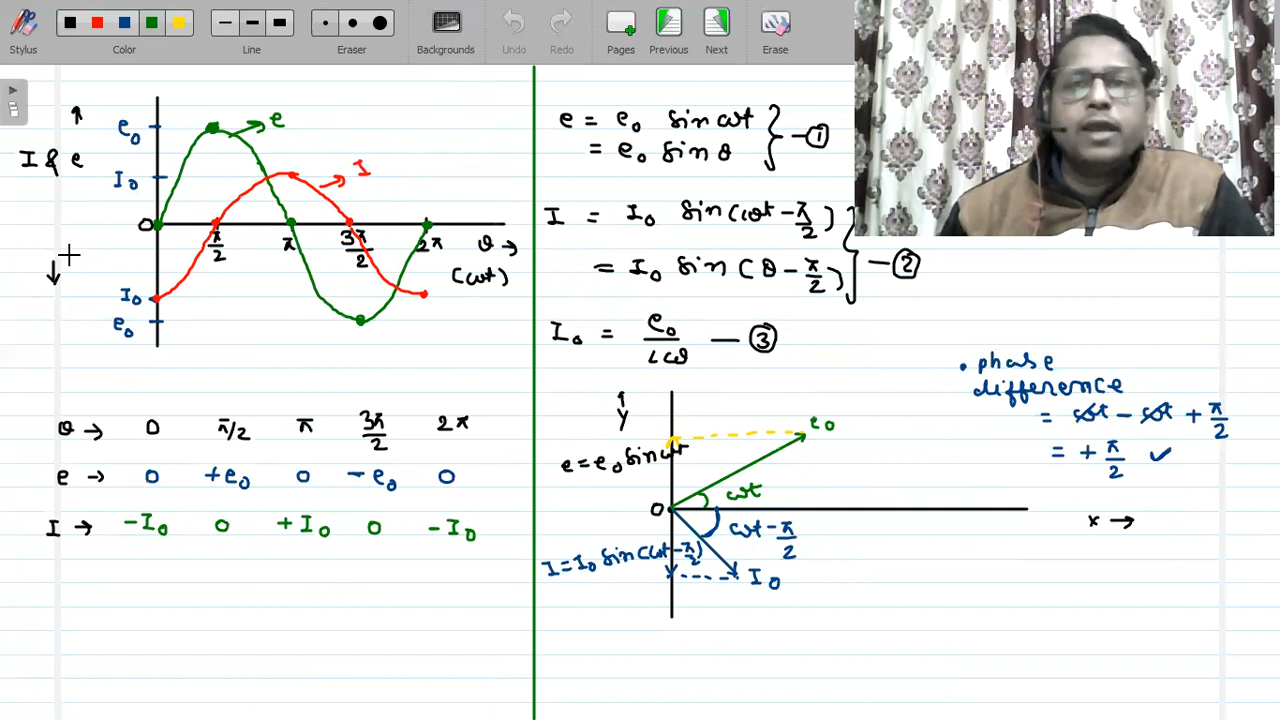 Stylus Color Line Eraser Backgrounds Undo Redo Pages Previous Next Erase
e₀
I & e
I₀
0
I₀
e₀
e
I
π/2 π 3π/2 2π θ →
(ωt)
θ → 0 π/2 π 3π/2 2π
e → 0 +e₀ 0 -e₀ 0
I → -I₀ 0 +I₀ 0 -I₀
e = e₀ sin ωt
= e₀ sin θ } — ①
I = I₀ sin(ωt - π/2)
= I₀ sin(θ - π/2) } — ②
I₀ = e₀/Lω — ③
• phase
difference
= ωt - ωt + π/2
= + π/2 ✓
Y
e₀
e = e₀ sin ωt
ωt
0
ωt - π/2
x →
I = I₀ sin(ωt - π/2)
I₀